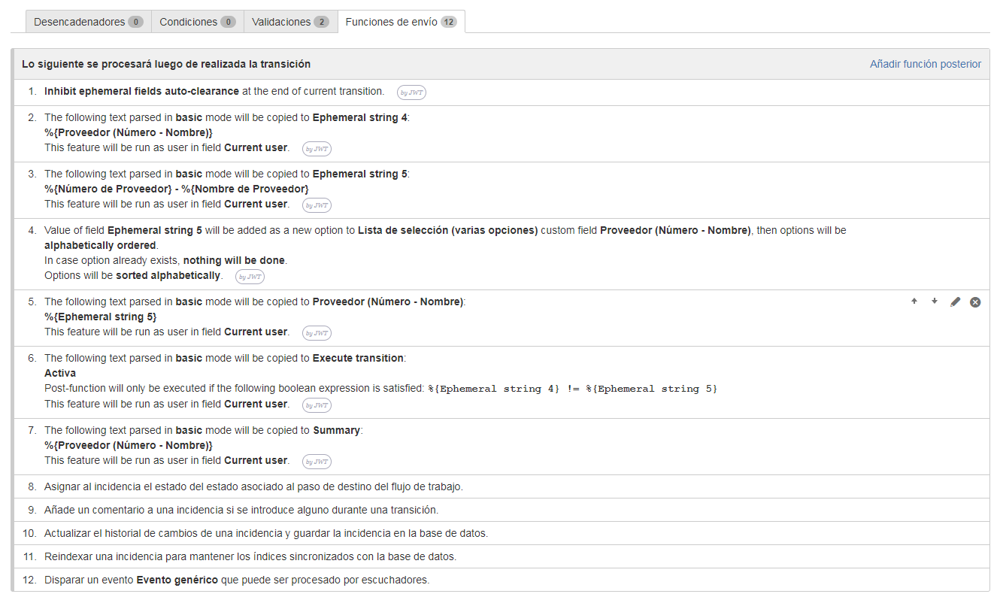 Desencadenadores 0 Condiciones 0 Validaciones 2 Funciones de envío 12
Lo siguiente se procesará luego de realizada la transición Añadir función posterior
1. Inhibit ephemeral fields auto-clearance at the end of current transition. by JWT
2. The following text parsed in basic mode will be copied to Ephemeral string 4:
%{Proveedor (Número - Nombre)}
This feature will be run as user in field Current user. by JWT
3. The following text parsed in basic mode will be copied to Ephemeral string 5:
%{Número de Proveedor} - %{Nombre de Proveedor}
This feature will be run as user in field Current user. by JWT
4. Value of field Ephemeral string 5 will be added as a new option to Lista de selección (varias opciones) custom field Proveedor (Número - Nombre), then options will be
alphabetically ordered.
In case option already exists, nothing will be done.
Options will be sorted alphabetically. by JWT
5. The following text parsed in basic mode will be copied to Proveedor (Número - Nombre):
%{Ephemeral string 5}
This feature will be run as user in field Current user. by JWT
6. The following text parsed in basic mode will be copied to Execute transition:
Activa
Post-function will only be executed if the following boolean expression is satisfied: %{Ephemeral string 4} != %{Ephemeral string 5}
This feature will be run as user in field Current user. by JWT
7. The following text parsed in basic mode will be copied to Summary:
%{Proveedor (Número - Nombre)}
This feature will be run as user in field Current user. by JWT
8. Asignar al incidencia el estado del estado asociado al paso de destino del flujo de trabajo.
9. Añade un comentario a una incidencia si se introduce alguno durante una transición.
10. Actualizar el historial de cambios de una incidencia y guardar la incidencia en la base de datos.
11. Reindexar una incidencia para mantener los índices sincronizados con la base de datos.
12. Disparar un evento Evento genérico que puede ser procesado por escuchadores.